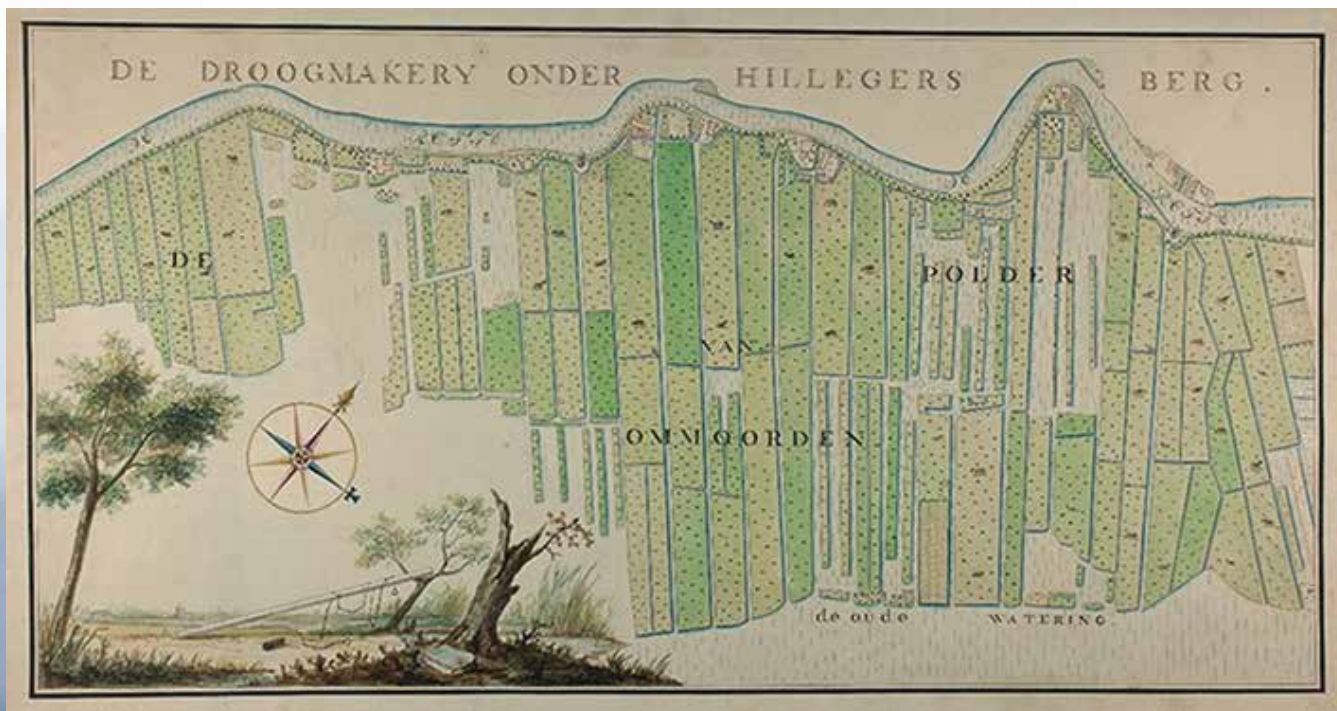 DE DROOGMAKERY ONDER HILLEGERS BERG.
DE POLDER
VAN
OMMOORDEN
de oude WATERING.